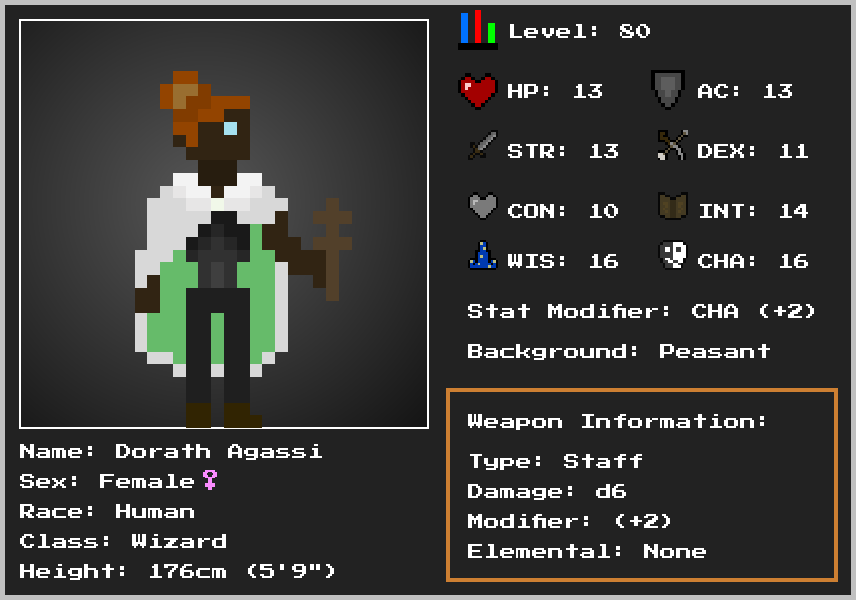 Level: 80
HP: 13 AC: 13
STR: 13 DEX: 11
CON: 10 INT: 14
WIS: 16 CHA: 16
Stat Modifier: CHA (+2)
Background: Peasant
Weapon Information:
Type: Staff
Damage: d6
Modifier: (+2)
Elemental: None
Name: Dorath Agassi
Sex: Female♀
Race: Human
Class: Wizard
Height: 176cm (5'9")